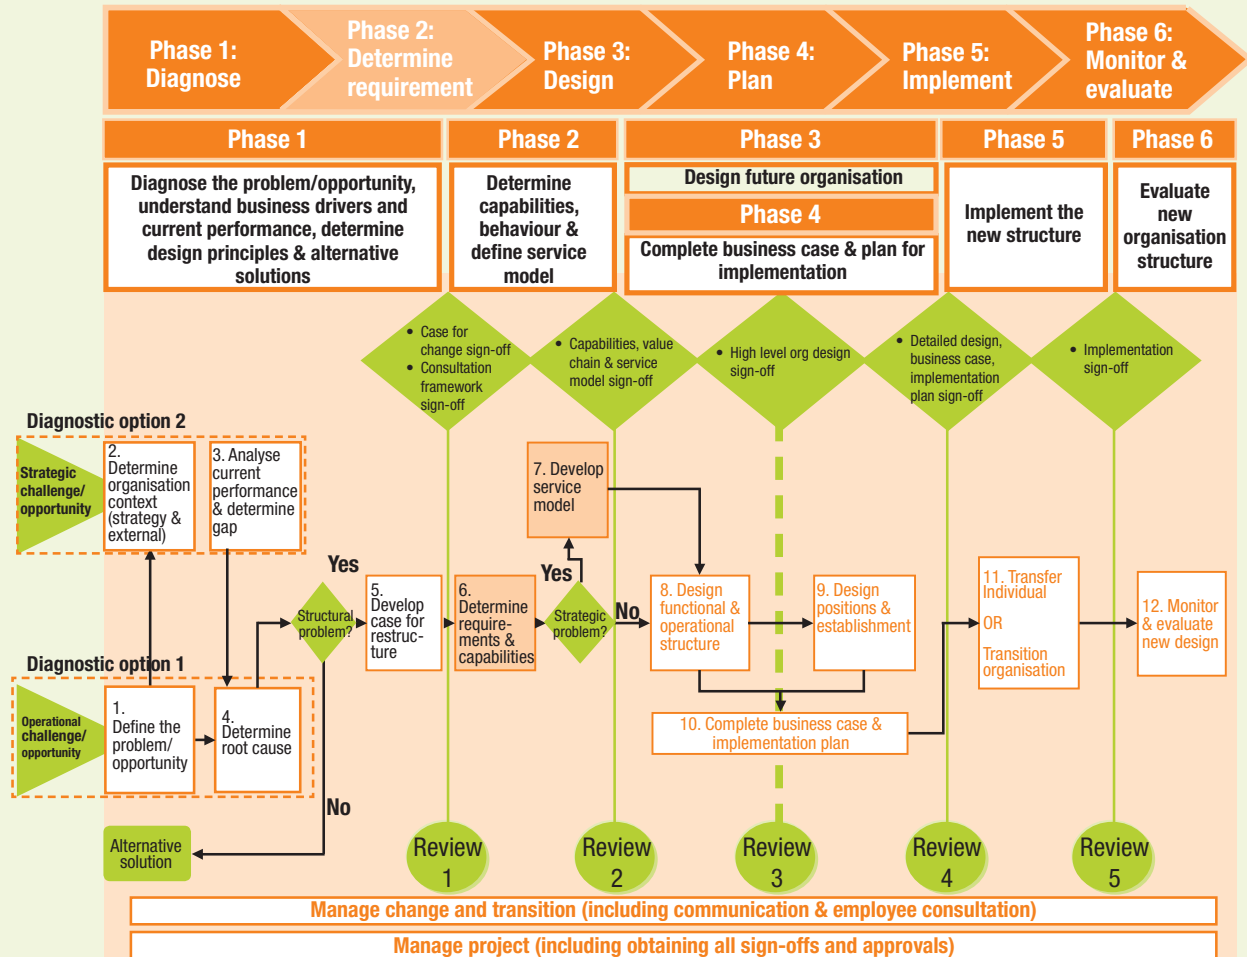 Phase 1:
Diagnose
Phase 2:
Determine
requirement
Phase 3:
Design
Phase 4:
Plan
Phase 5:
Implement
Phase 6:
Monitor &
evaluate
Phase 1
Phase 2
Phase 3
Phase 5
Phase 6
Diagnose the problem/opportunity,
understand business drivers and
current performance, determine
design principles & alternative
solutions
Determine
capabilities,
behaviour &
define service
model
Design future organisation
Phase 4
Complete business case & plan for
implementation
Implement the
new structure
Evaluate
new
organisation
structure
• Case for
change sign-off
• Consultation
framework
sign-off
• Capabilities, value
chain & service
model sign-off
• High level org design
sign-off
• Detailed design,
business case,
implementation
plan sign-off
• Implementation
sign-off
Diagnostic option 2
Strategic
challenge/
opportunity
2.
Determine
organisation
context
(strategy &
external)
3. Analyse
current
performance
& determine
gap
7. Develop
service
model
Yes
Structural
problem?
5.
Develop
case for
restruc-
ture
6.
Determine
require-
ments &
capabilities
Yes
Strategic
problem?
No
8. Design
functional &
operational
structure
9. Design
positions &
establishment
11. Transfer
Individual
OR
Transition
organisation
12. Monitor
& evaluate
new design
Diagnostic option 1
Operational
challenge/
opportunity
1.
Define the
problem/
opportunity
4.
Determine
root cause
10. Complete business case &
implementation plan
No
Alternative
solution
Review
1
Review
2
Review
3
Review
4
Review
5
Manage change and transition (including communication & employee consultation)
Manage project (including obtaining all sign-offs and approvals)